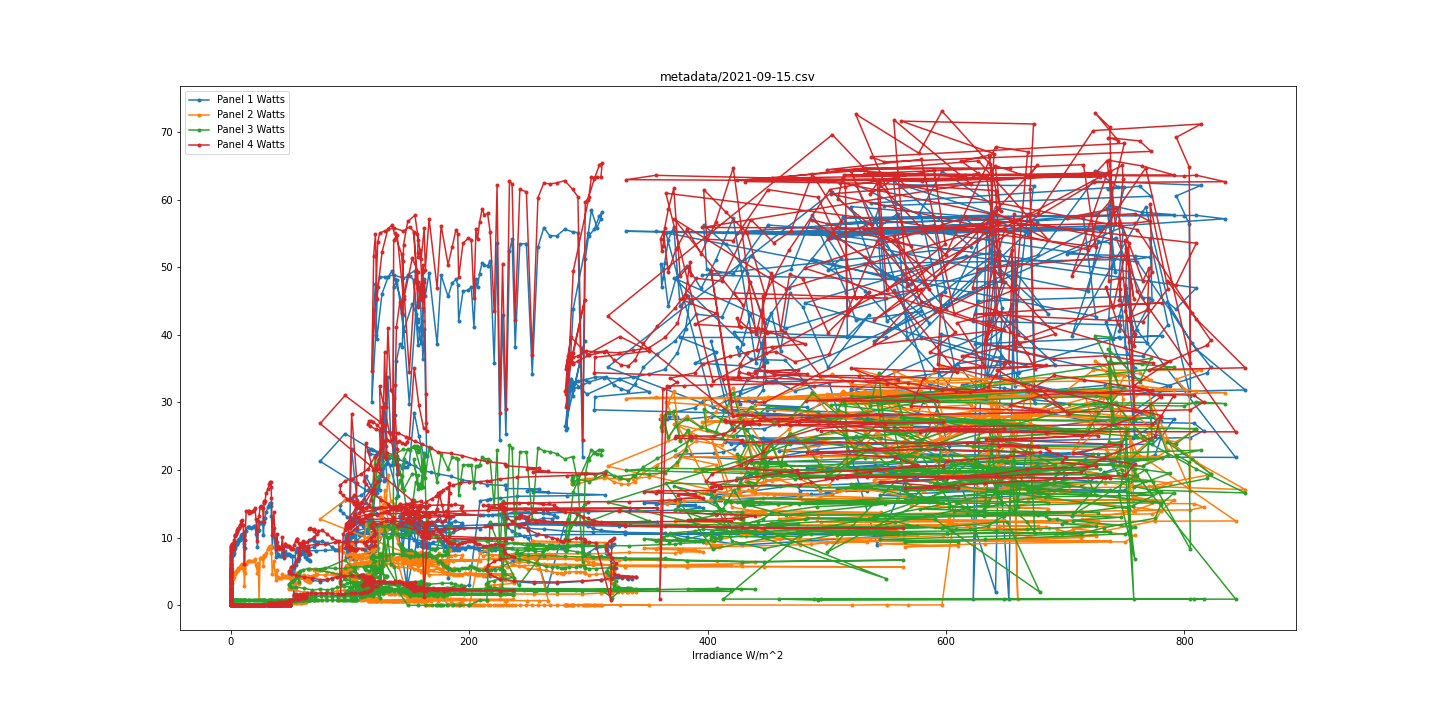 metadata/2021-09-15.csv
Panel 1 Watts
Panel 2 Watts
Panel 3 Watts
Panel 4 Watts
70
60
50
40
30
20
10
0
0 200 400 600 800
Irradiance W/m^2